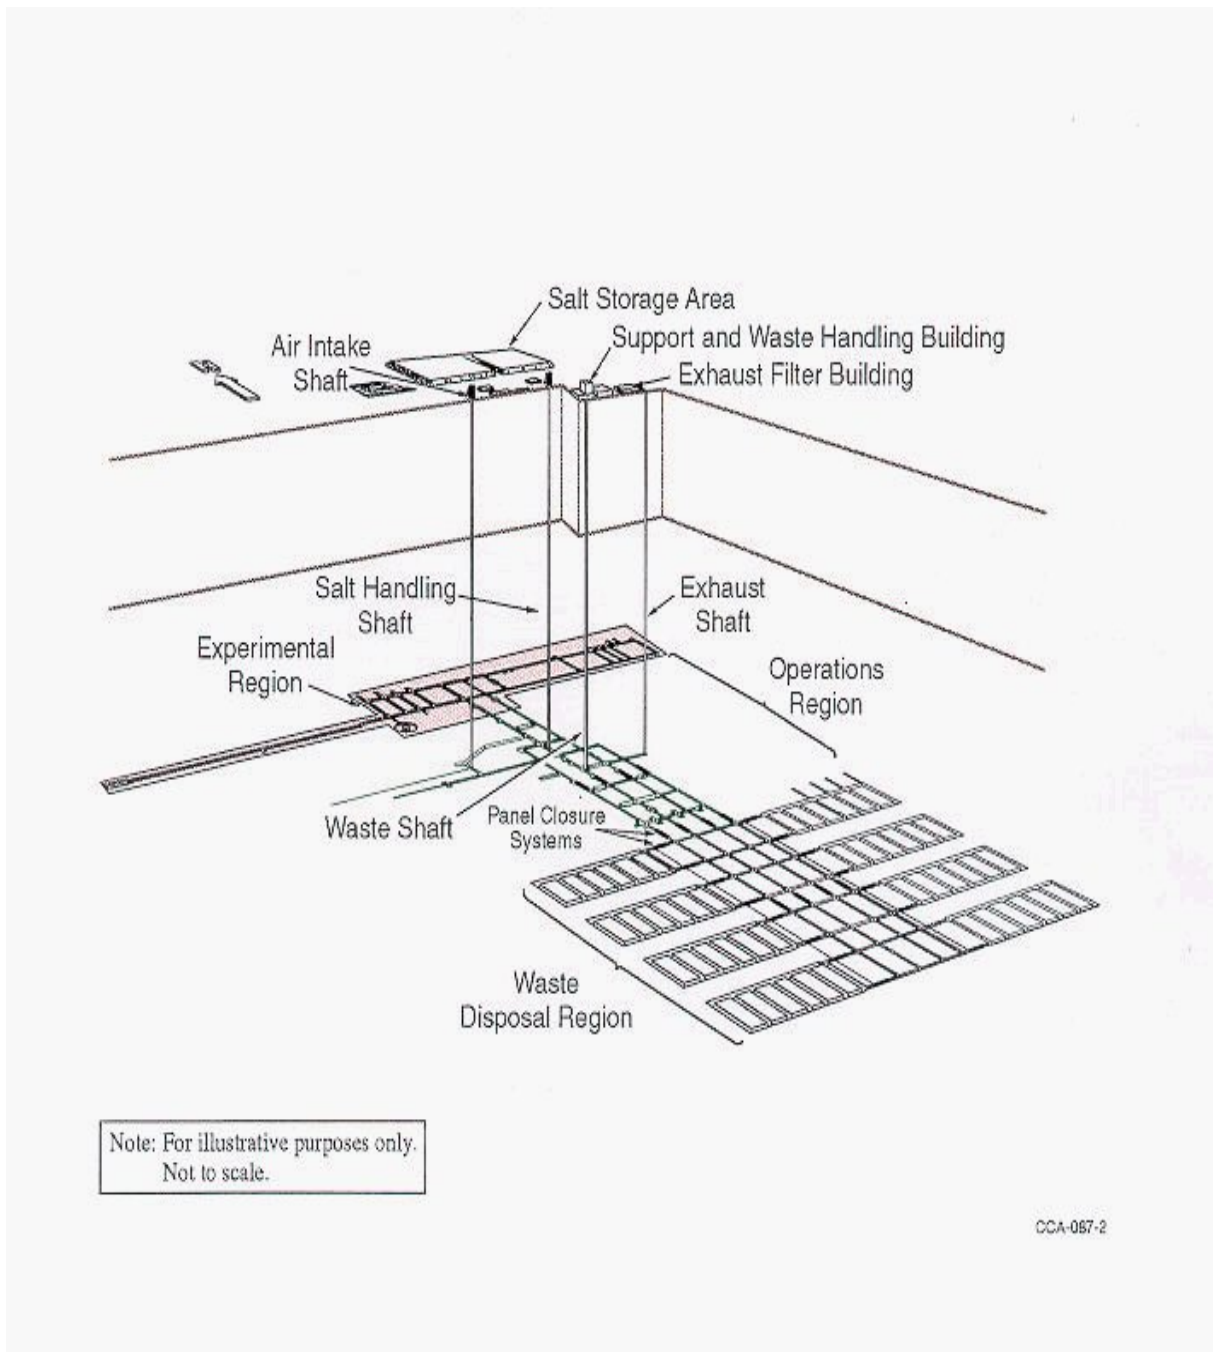 Salt Storage Area
Support and Waste Handling Building
Air Intake
Shaft
Exhaust Filter Building
Salt Handling
Shaft
Exhaust
Shaft
Experimental
Region
Operations
Region
Waste Shaft
Panel Closure
Systems
Waste
Disposal Region
Note: For illustrative purposes only.
Not to scale.
CCA-087-2